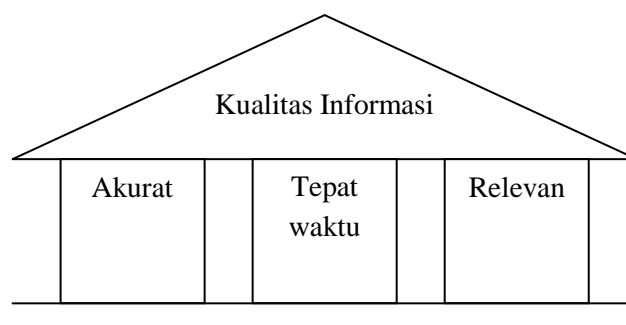 Kualitas Informasi
Akurat
Tepat
waktu
Relevan